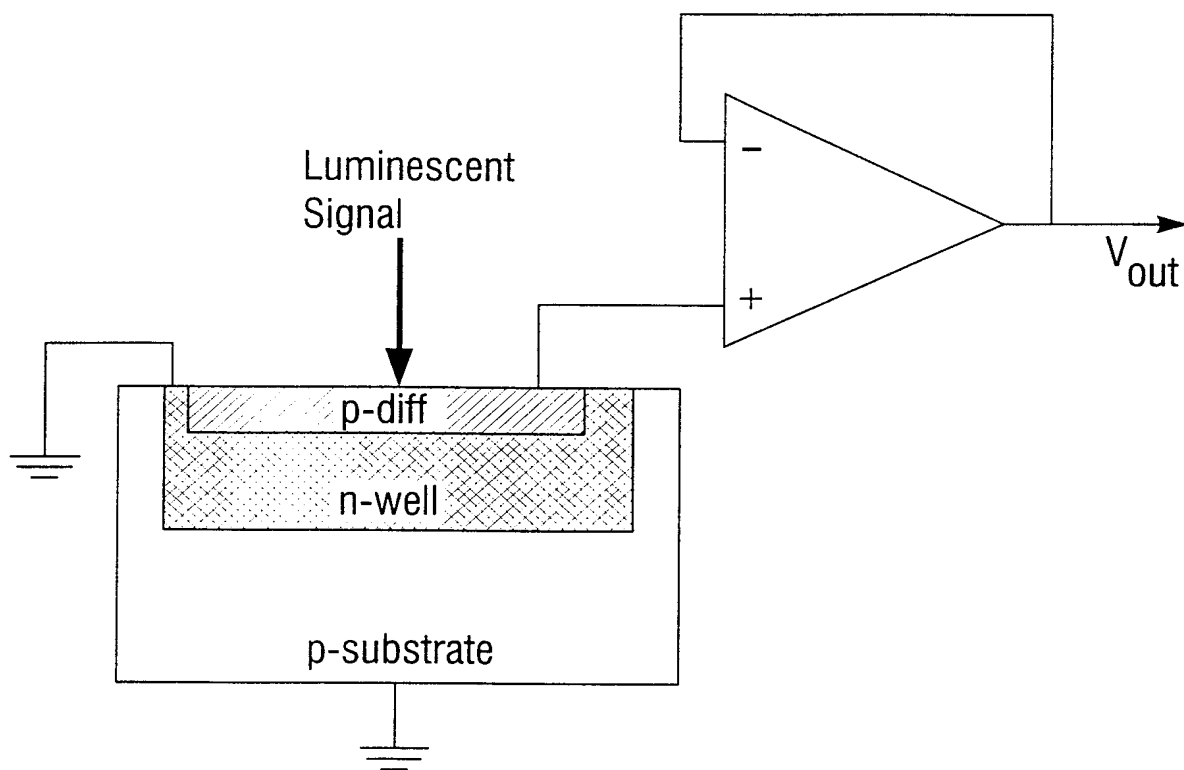 Luminescent
Signal
-
+
V out
p-diff
n-well
p-substrate